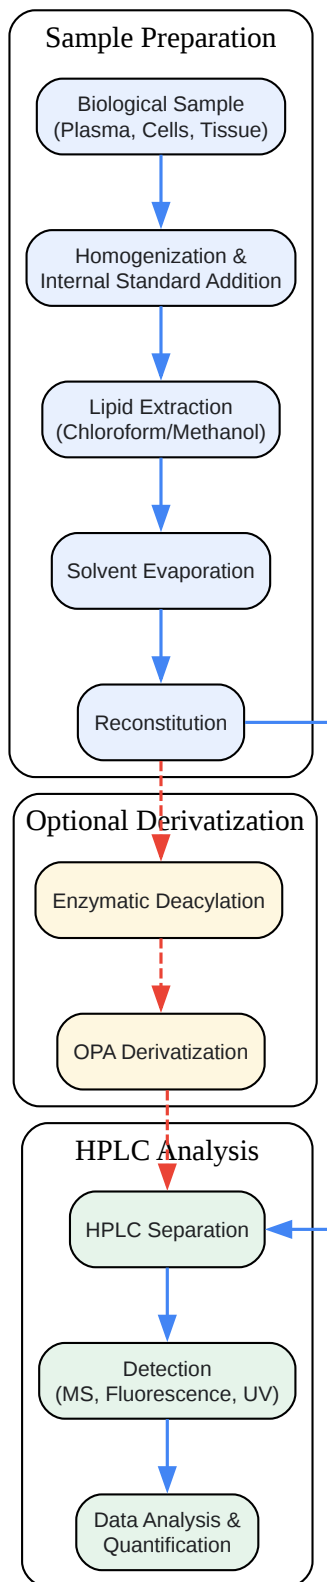 Sample Preparation
Biological Sample
(Plasma, Cells, Tissue)
Homogenization &
Internal Standard Addition
Lipid Extraction
(Chloroform/Methanol)
Solvent Evaporation
Reconstitution
Optional Derivatization
Enzymatic Deacylation
OPA Derivatization
HPLC Analysis
HPLC Separation
Detection
(MS, Fluorescence, UV)
Data Analysis &
Quantification